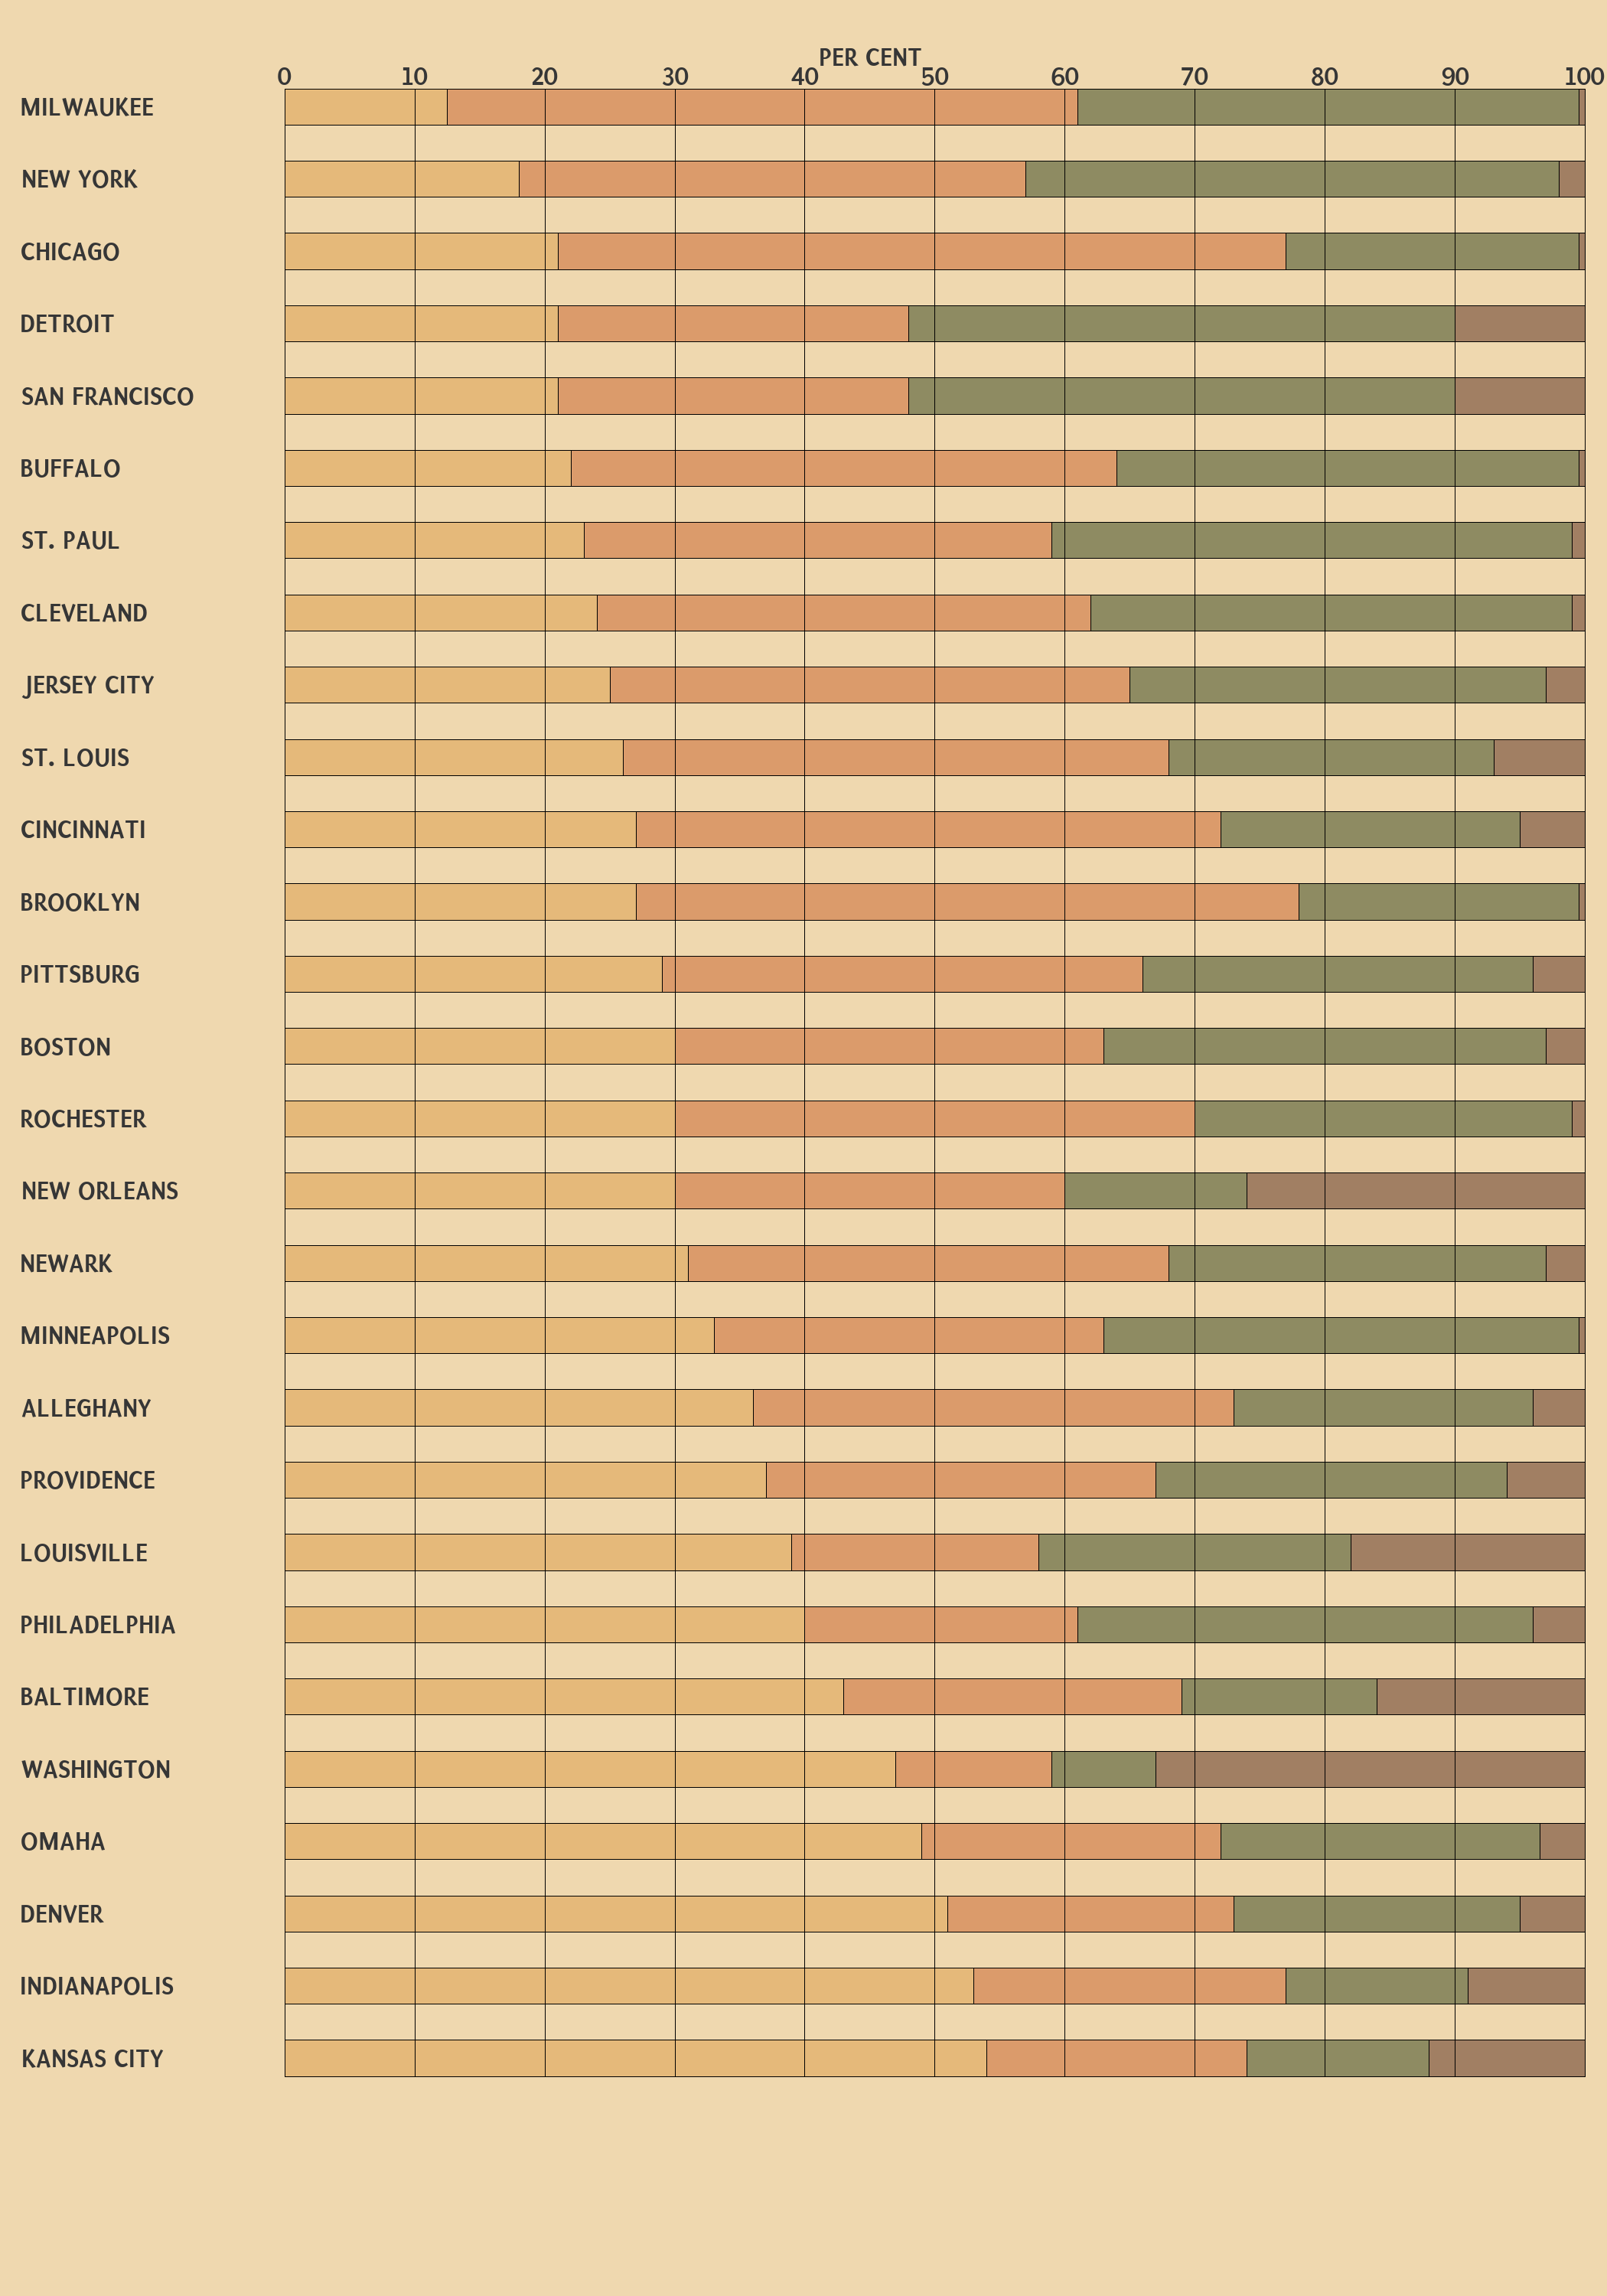 PER CENT
0 10 20 30 40 50 60 70 80 90 100
MILWAUKEE
NEW YORK
CHICAGO
DETROIT
SAN FRANCISCO
BUFFALO
ST. PAUL
CLEVELAND
JERSEY CITY
ST. LOUIS
CINCINNATI
BROOKLYN
PITTSBURG
BOSTON
ROCHESTER
NEW ORLEANS
NEWARK
MINNEAPOLIS
ALLEGHANY
PROVIDENCE
LOUISVILLE
PHILADELPHIA
BALTIMORE
WASHINGTON
OMAHA
DENVER
INDIANAPOLIS
KANSAS CITY